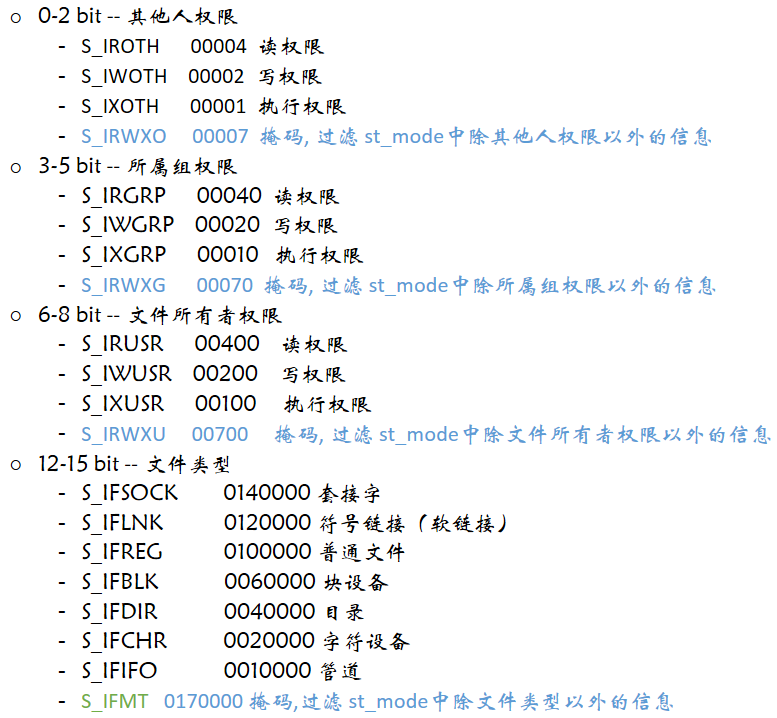 ○ 0-2 bit -- 其他人权限
- S_IROTH 00004 读权限
- S_IWOTH 00002 写权限
- S_IXOTH 00001 执行权限
- S_IRWXO 00007 掩码, 过滤 st_mode中除其他人权限以外的信息
○ 3-5 bit -- 所属组权限
- S_IRGRP 00040 读权限
- S_IWGRP 00020 写权限
- S_IXGRP 00010 执行权限
- S_IRWXG 00070 掩码, 过滤 st_mode中除所属组权限以外的信息
○ 6-8 bit -- 文件所有者权限
- S_IRUSR 00400 读权限
- S_IWUSR 00200 写权限
- S_IXUSR 00100 执行权限
- S_IRWXU 00700 掩码, 过滤 st_mode中除文件所有者权限以外的信息
○ 12-15 bit -- 文件类型
- S_IFSOCK 0140000 套接字
- S_IFLNK 0120000 符号链接（软链接）
- S_IFREG 0100000 普通文件
- S_IFBLK 0060000 块设备
- S_IFDIR 0040000 目录
- S_IFCHR 0020000 字符设备
- S_IFIFO 0010000 管道
- S_IFMT 0170000 掩码,过滤 st_mode中除文件类型以外的信息